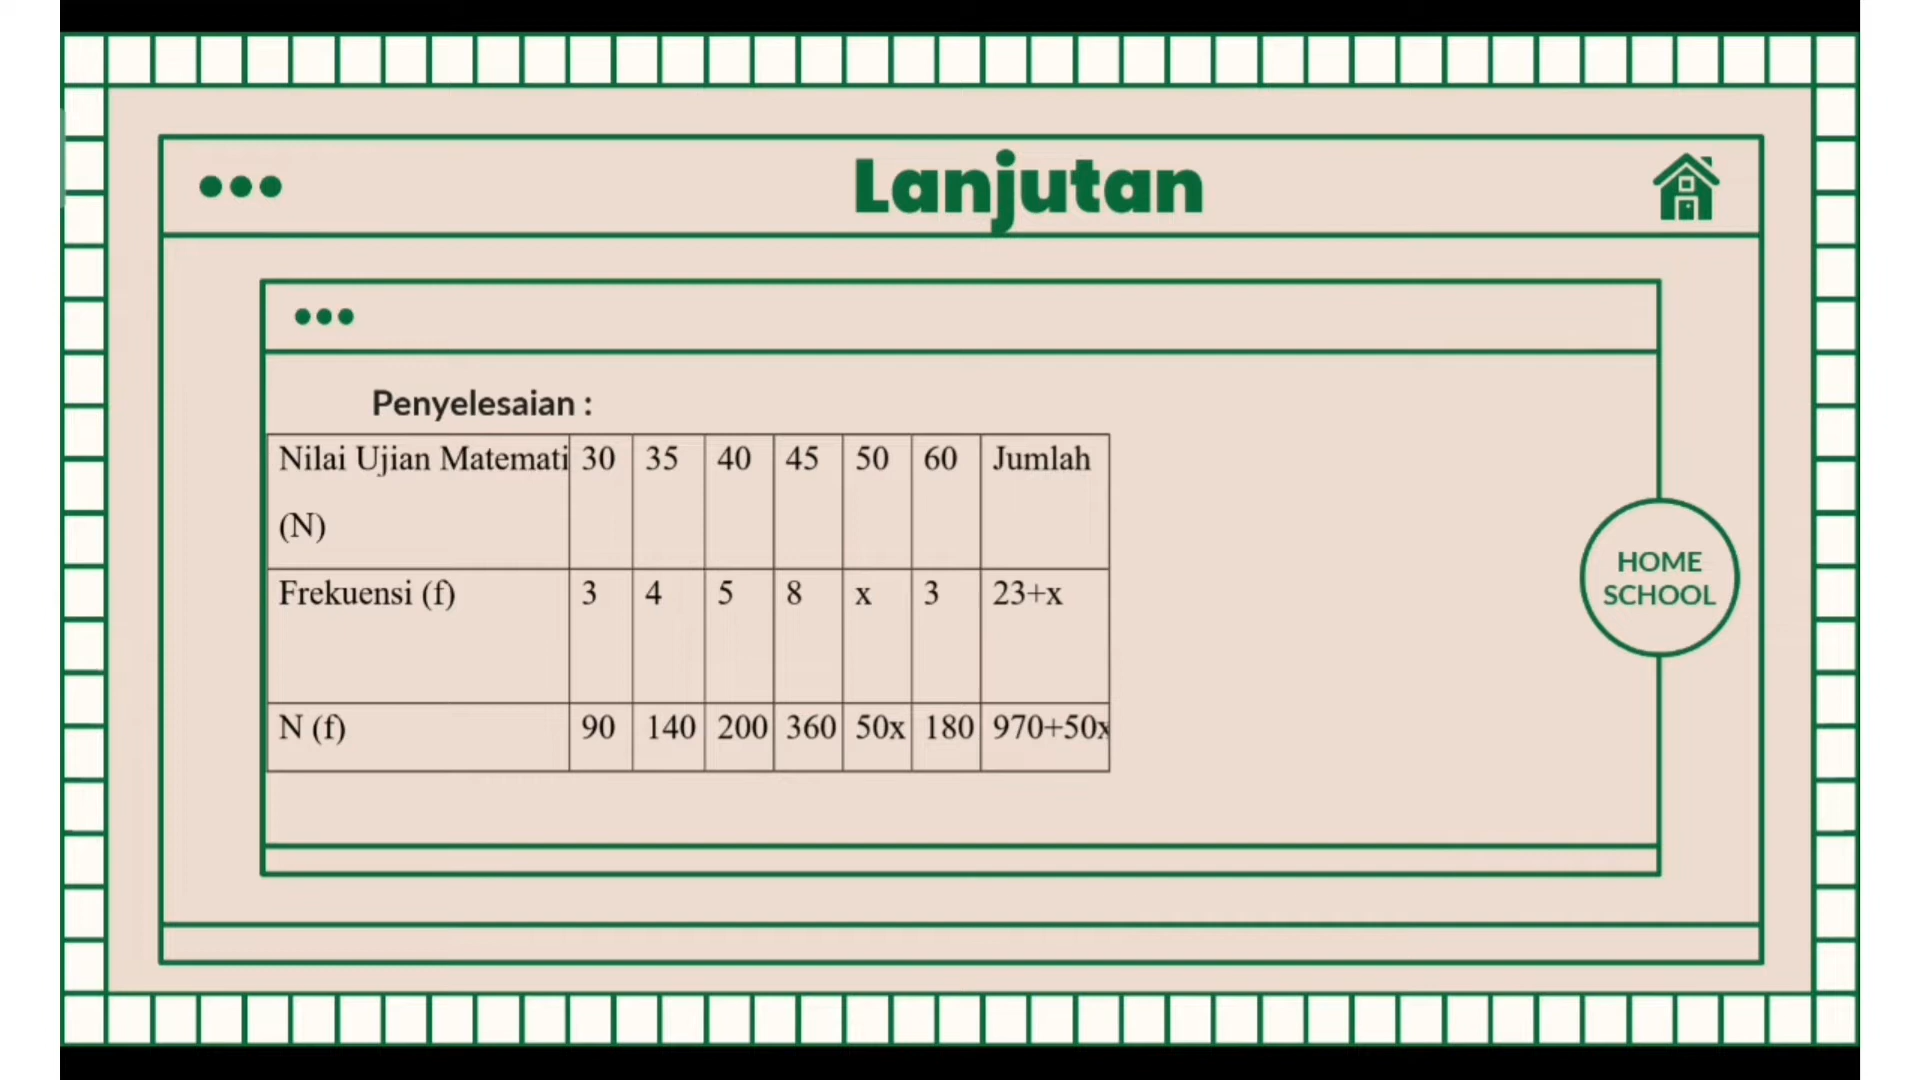 Lanjutan
Penyelesaian :
Nilai Ujian Matemati 30 35 40 45 50 60 Jumlah
(N)
Frekuensi (f) 3 4 5 8 x 3 23+x
N (f) 90 140 200 360 50x 180 970+50x
HOME
SCHOOL